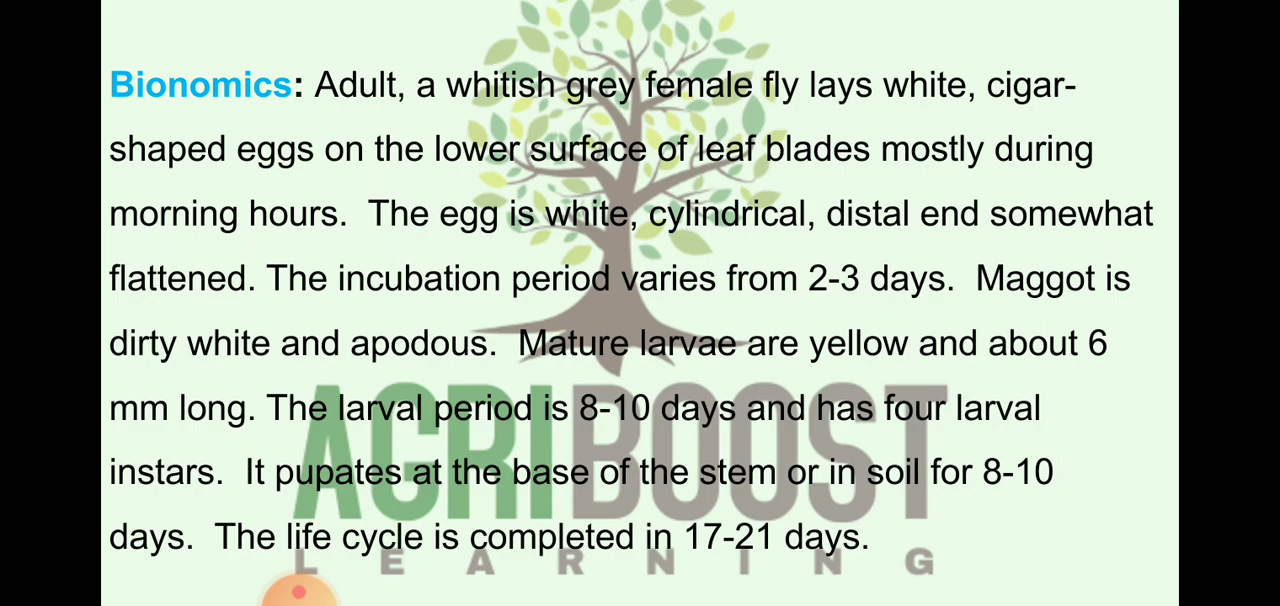 Bionomics: Adult, a whitish grey female fly lays white, cigar-
shaped eggs on the lower surface of leaf blades mostly during
morning hours.  The egg is white, cylindrical, distal end somewhat
flattened. The incubation period varies from 2-3 days.  Maggot is
dirty white and apodous.  Mature larvae are yellow and about 6
mm long. The larval period is 8-10 days and has four larval
instars.  It pupates at the base of the stem or in soil for 8-10
days.  The life cycle is completed in 17-21 days.
AGRIBOOST
LEARNING